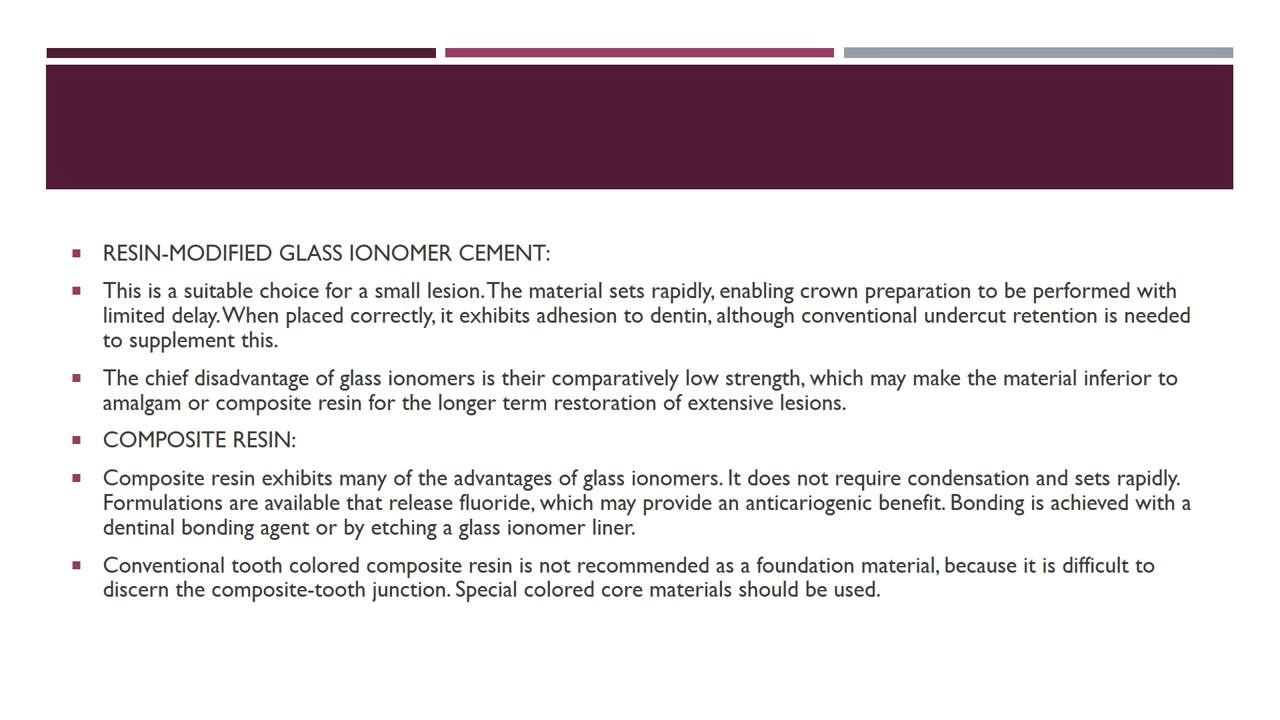 RESIN-MODIFIED GLASS IONOMER CEMENT:
This is a suitable choice for a small lesion. The material sets rapidly, enabling crown preparation to be performed with
limited delay. When placed correctly, it exhibits adhesion to dentin, although conventional undercut retention is needed
to supplement this.
The chief disadvantage of glass ionomers is their comparatively low strength, which may make the material inferior to
amalgam or composite resin for the longer term restoration of extensive lesions.
COMPOSITE RESIN:
Composite resin exhibits many of the advantages of glass ionomers. It does not require condensation and sets rapidly.
Formulations are available that release fluoride, which may provide an anticariogenic benefit. Bonding is achieved with a
dentinal bonding agent or by etching a glass ionomer liner.
Conventional tooth colored composite resin is not recommended as a foundation material, because it is difficult to
discern the composite-tooth junction. Special colored core materials should be used.